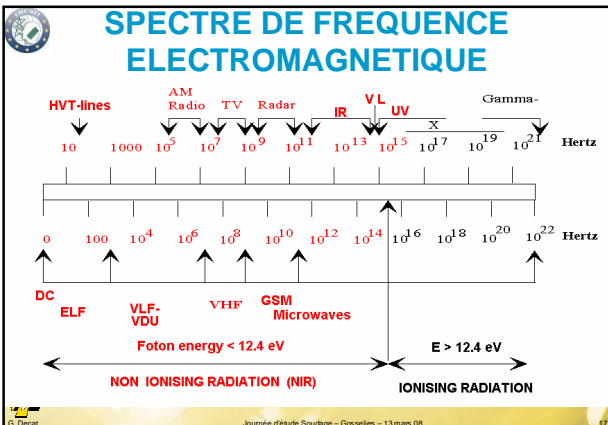 SPECTRE DE FREQUENCE
ELECTROMAGNETIQUE
HVT-lines
AM
Radio
TV
Radar
IR
V L
UV
X
Gamma-
10 1000 10^5 10^7 10^9 10^11 10^13 10^15 10^17 10^19 10^21 Hertz
0 100 10^4 10^6 10^8 10^10 10^12 10^14 10^16 10^18 10^20 10^22 Hertz
DC
ELF
VLF-
VDU
VHF
GSM
Microwaves
Foton energy < 12.4 eV
E > 12.4 eV
NON IONISING RADIATION (NIR)
IONISING RADIATION
G. Decat
Journée d'étude Soudage – Gosselies – 13 mars 08
17